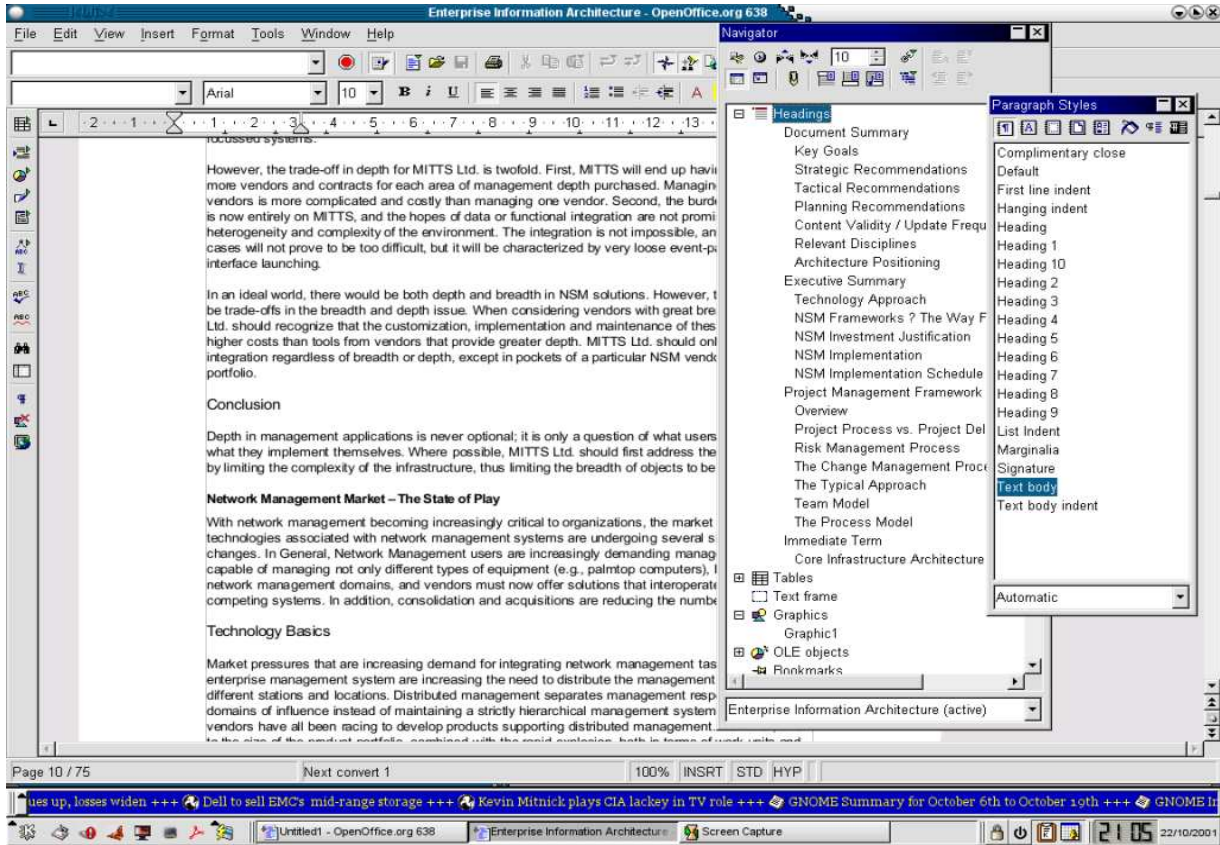 Enterprise Information Architecture - OpenOffice.org 638
File Edit View Insert Format Tools Window Help
Arial 10 B i U A
focussed systems.
However, the trade-off in depth for MITTS Ltd. is twofold. First, MITTS will end up havi
more vendors and contracts for each area of management depth purchased. Managin
vendors is more complicated and costly than managing one vendor. Second, the burd
is now entirely on MITTS, and the hopes of data or functional integration are not promi
heterogeneity and complexity of the environment. The integration is not impossible, an
cases will not prove to be too difficult, but it will be characterized by very loose event-p
interface launching.
In an ideal world, there would be both depth and breadth in NSM solutions. However, t
be trade-offs in the breadth and depth issue. When considering vendors with great bre
Ltd. should recognize that the customization, implementation and maintenance of thes
higher costs than tools from vendors that provide greater depth. MITTS Ltd. should onl
integration regardless of breadth or depth, except in pockets of a particular NSM vend
portfolio.
Conclusion
Depth in management applications is never optional; it is only a question of what users
what they implement themselves. Where possible, MITTS Ltd. should first address the
by limiting the complexity of the infrastructure, thus limiting the breadth of objects to be
Network Management Market – The State of Play
With network management becoming increasingly critical to organizations, the market
technologies associated with network management systems are undergoing several s
changes. In General, Network Management users are increasingly demanding manag
capable of managing not only different types of equipment (e.g., palmtop computers),
network management domains, and vendors must now offer solutions that interoperate
competing systems. In addition, consolidation and acquisitions are reducing the numbe
Technology Basics
Market pressures that are increasing demand for integrating network management tas
enterprise management system are increasing the need to distribute the management
different stations and locations. Distributed management separates management resp
domains of influence instead of maintaining a strictly hierarchical management system
vendors have all been racing to develop products supporting distributed management.
to the size of the product portfolio, combined with the rapid explosion, both in terms of work units and
Navigator
10
Headings
Document Summary
Key Goals
Strategic Recommendations
Tactical Recommendations
Planning Recommendations
Content Validity / Update Frequ
Relevant Disciplines
Architecture Positioning
Executive Summary
Technology Approach
NSM Frameworks ? The Way F
NSM Investment Justification
NSM Implementation
NSM Implementation Schedule
Project Management Framework
Overview
Project Process vs. Project Del
Risk Management Process
The Change Management Proce
The Typical Approach
Team Model
The Process Model
Immediate Term
Core Infrastructure Architecture
Tables
Text frame
Graphics
Graphic1
OLE objects
Bookmarks
Enterprise Information Architecture (active)
Paragraph Styles
Complimentary close
Default
First line indent
Hanging indent
Heading
Heading 1
Heading 10
Heading 2
Heading 3
Heading 4
Heading 5
Heading 6
Heading 7
Heading 8
Heading 9
List Indent
Marginalia
Signature
Text body
Text body indent
Automatic
Page 10 / 75 Next convert 1 100% INSRT STD HYP
ues up, losses widen +++ Dell to sell EMC's mid-range storage +++ Kevin Mitnick plays CIA lackey in TV role +++ GNOME Summary for October 6th to October 19th +++ GNOME In
Untitled1 - OpenOffice.org 638 Enterprise Information Architecture Screen Capture 21 05 22/10/2001